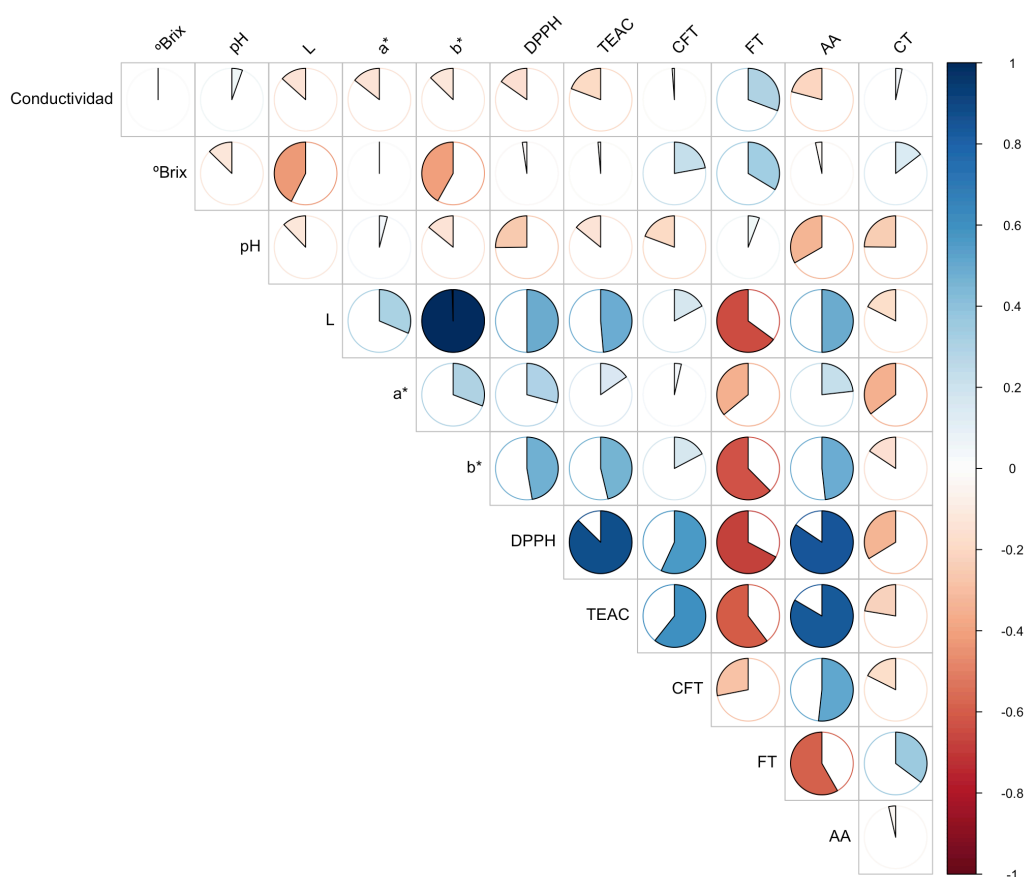 ºBrix pH L a* b* DPPH TEAC CFT FT AA CT
Conductividad
ºBrix
pH
L
a*
b*
DPPH
TEAC
CFT
FT
AA
1
0.8
0.6
0.4
0.2
0
-0.2
-0.4
-0.6
-0.8
-1